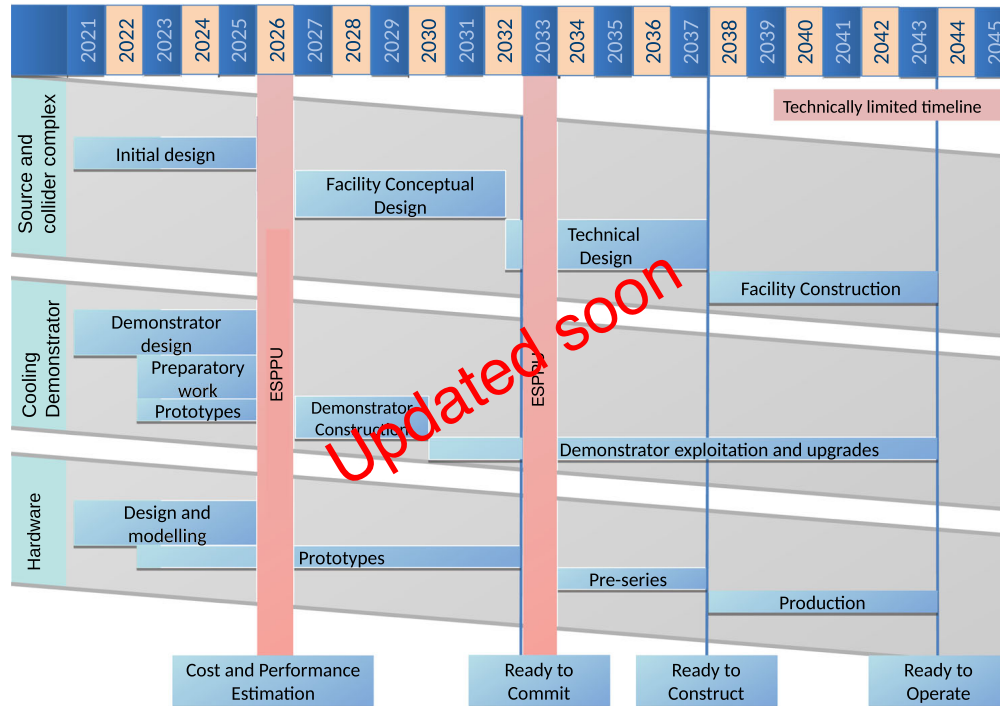 2021 2022 2023 2024 2025 2026 2027 2028 2029 2030 2031 2032 2033 2034 2035 2036 2037 2038 2039 2040 2041 2042 2043 2044 2045
Technically limited timeline
Source and
collider complex
Initial design
Facility Conceptual
Design
Technical
Design
Facility Construction
Cooling
Demonstrator
Demonstrator
design
Preparatory
work
Prototypes
ESPPU
ESPPU
Demonstrator
Construction
Updated soon
Demonstrator exploitation and upgrades
Hardware
Design and
modelling
Prototypes
Pre-series
Production
Cost and Performance
Estimation
Ready to
Commit
Ready to
Construct
Ready to
Operate